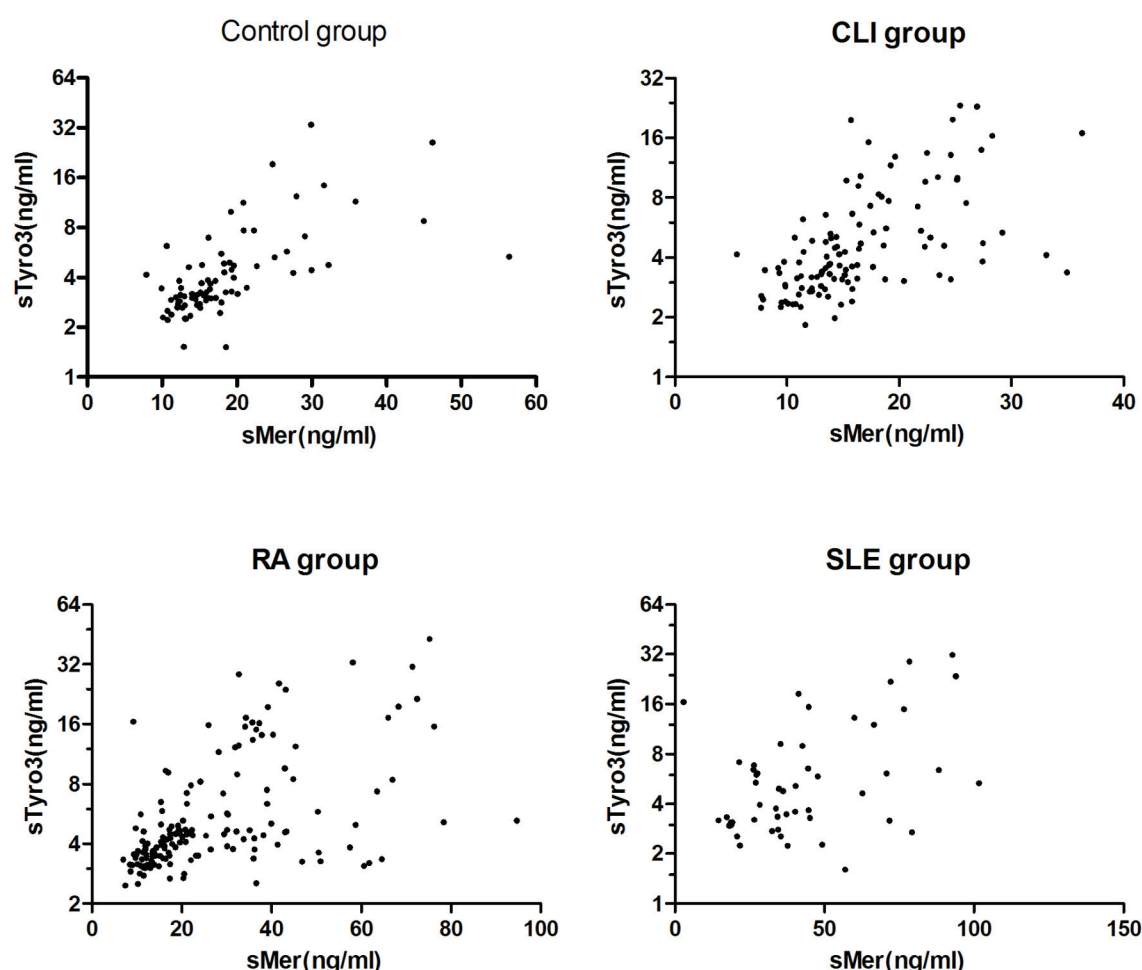 Control group
64
32
16
8
4
2
1
sTyro3(ng/ml)
0 10 20 30 40 50 60
sMer(ng/ml)
CLI group
32
16
8
4
2
1
sTyro3(ng/ml)
0 10 20 30 40
sMer(ng/ml)
RA group
64
32
16
8
4
2
sTyro3(ng/ml)
0 20 40 60 80 100
sMer(ng/ml)
SLE group
64
32
16
8
4
2
1
sTyro3(ng/ml)
0 50 100 150
sMer(ng/ml)